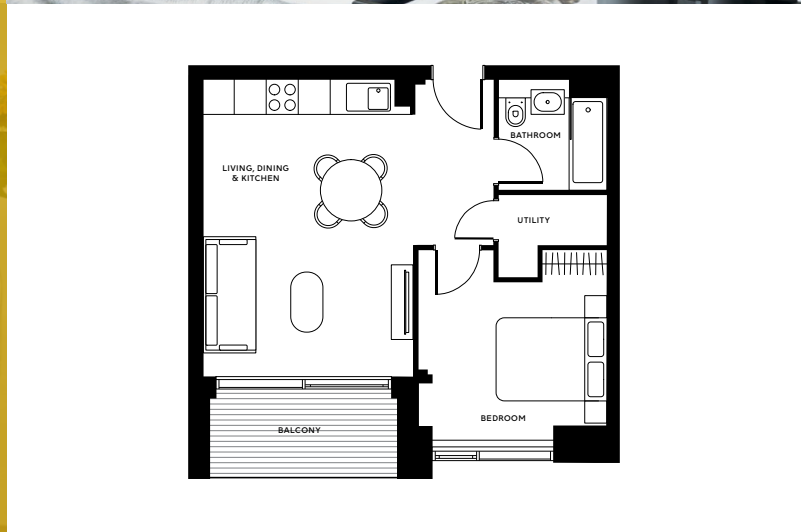 BATHROOM
LIVING, DINING
& KITCHEN
UTILITY
BEDROOM
BALCONY